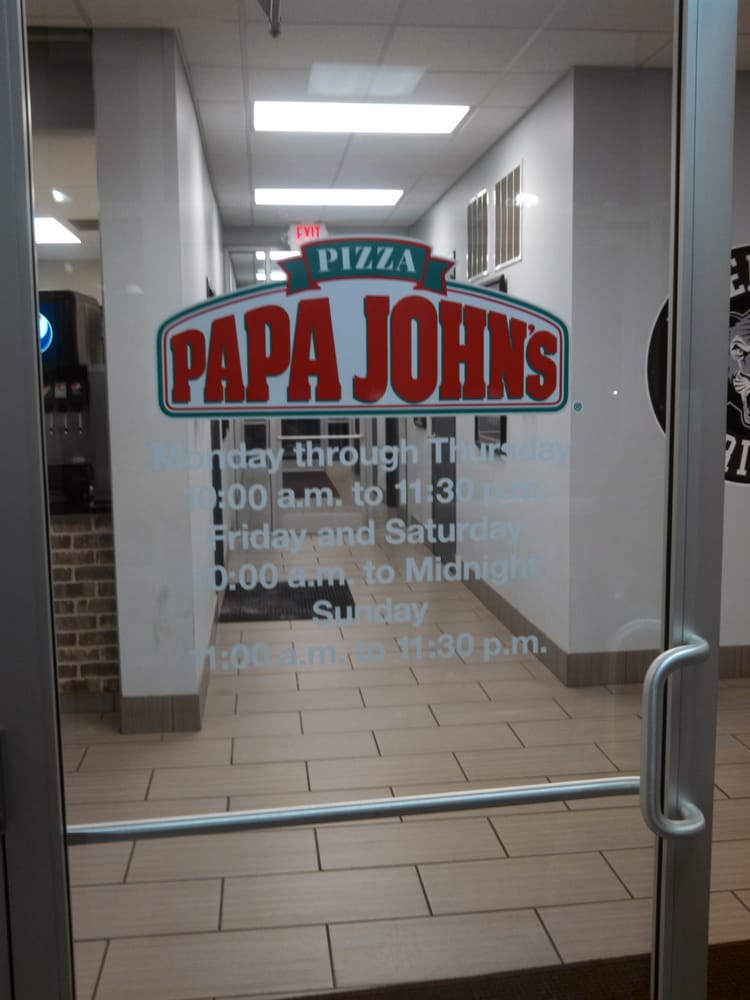 EXIT
PIZZA
PAPA JOHN'S
®
Monday through Thursday
10:00 a.m. to 11:30 p.m.
Friday and Saturday
10:00 a.m. to Midnight
Sunday
11:00 a.m. to 11:30 p.m.